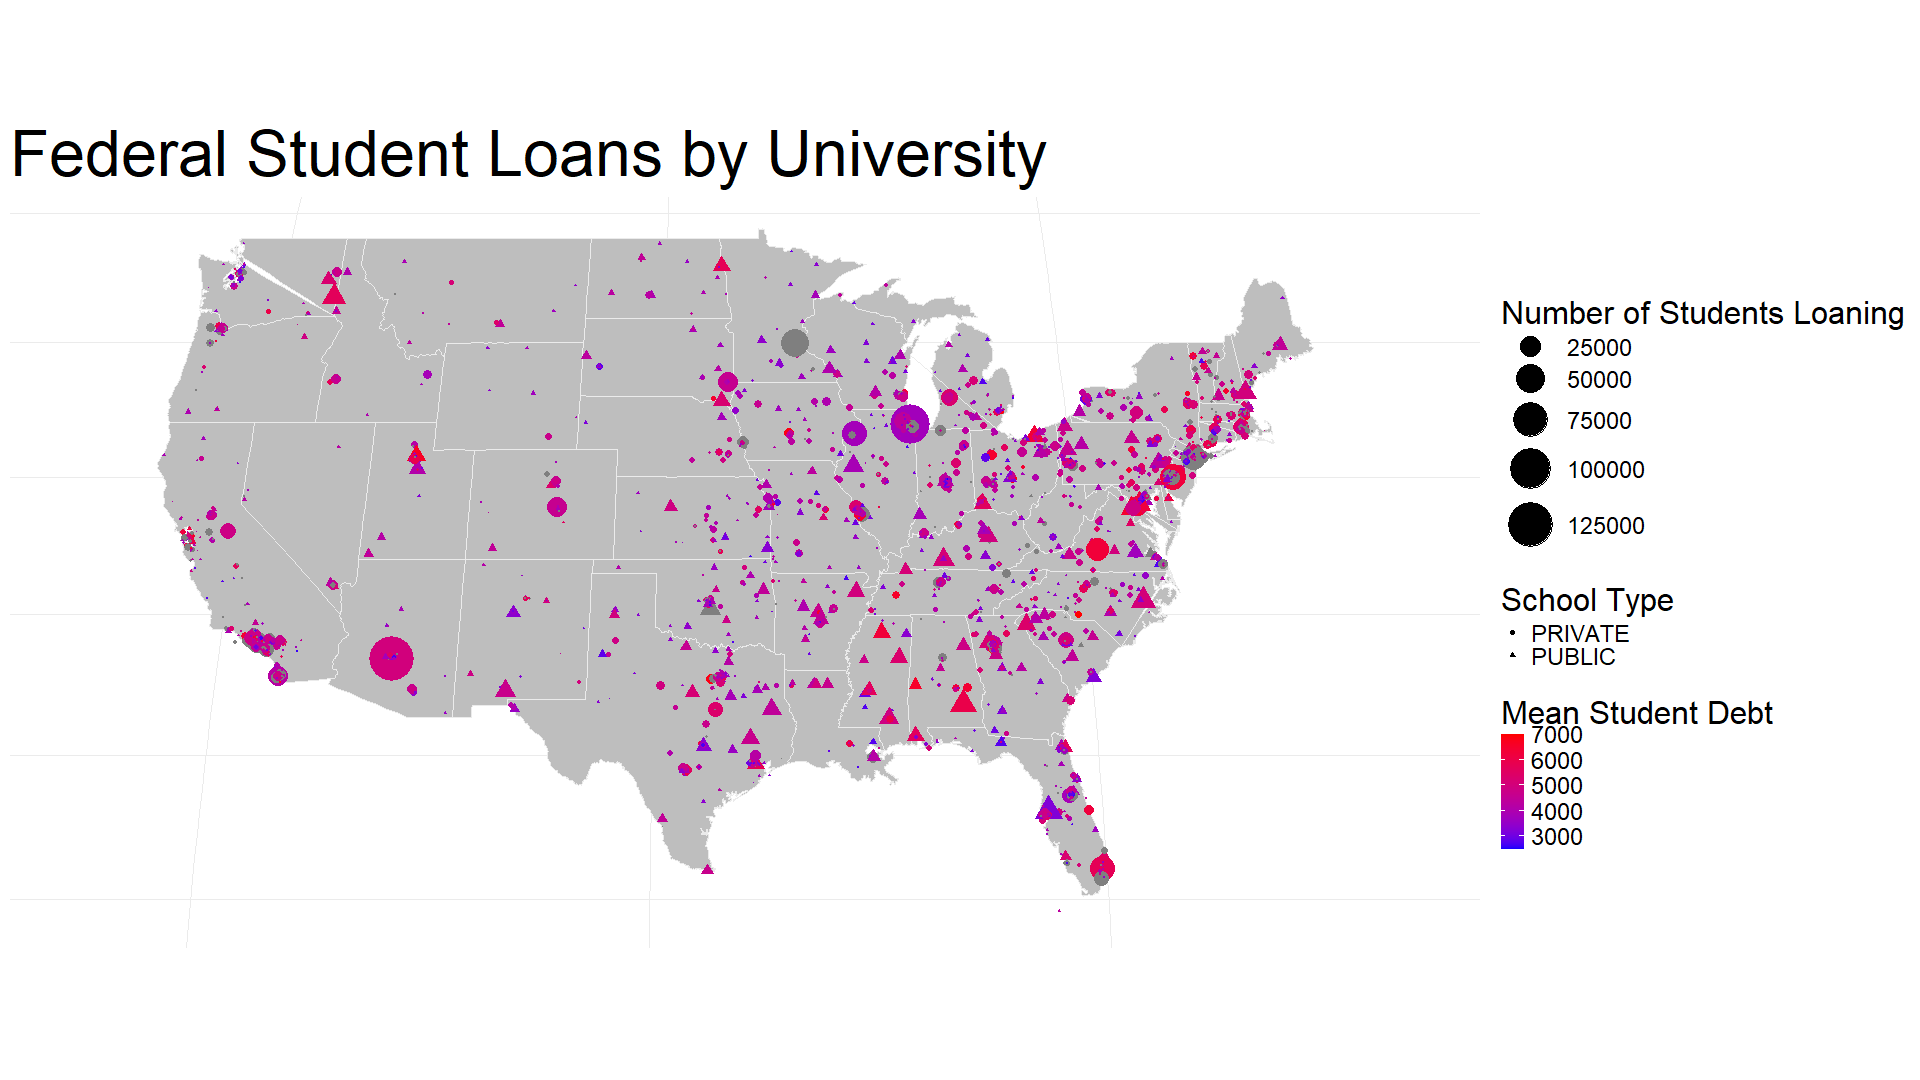 Federal Student Loans by University
Number of Students Loaning
25000
50000
75000
100000
125000
School Type
PRIVATE
PUBLIC
Mean Student Debt
7000
6000
5000
4000
3000